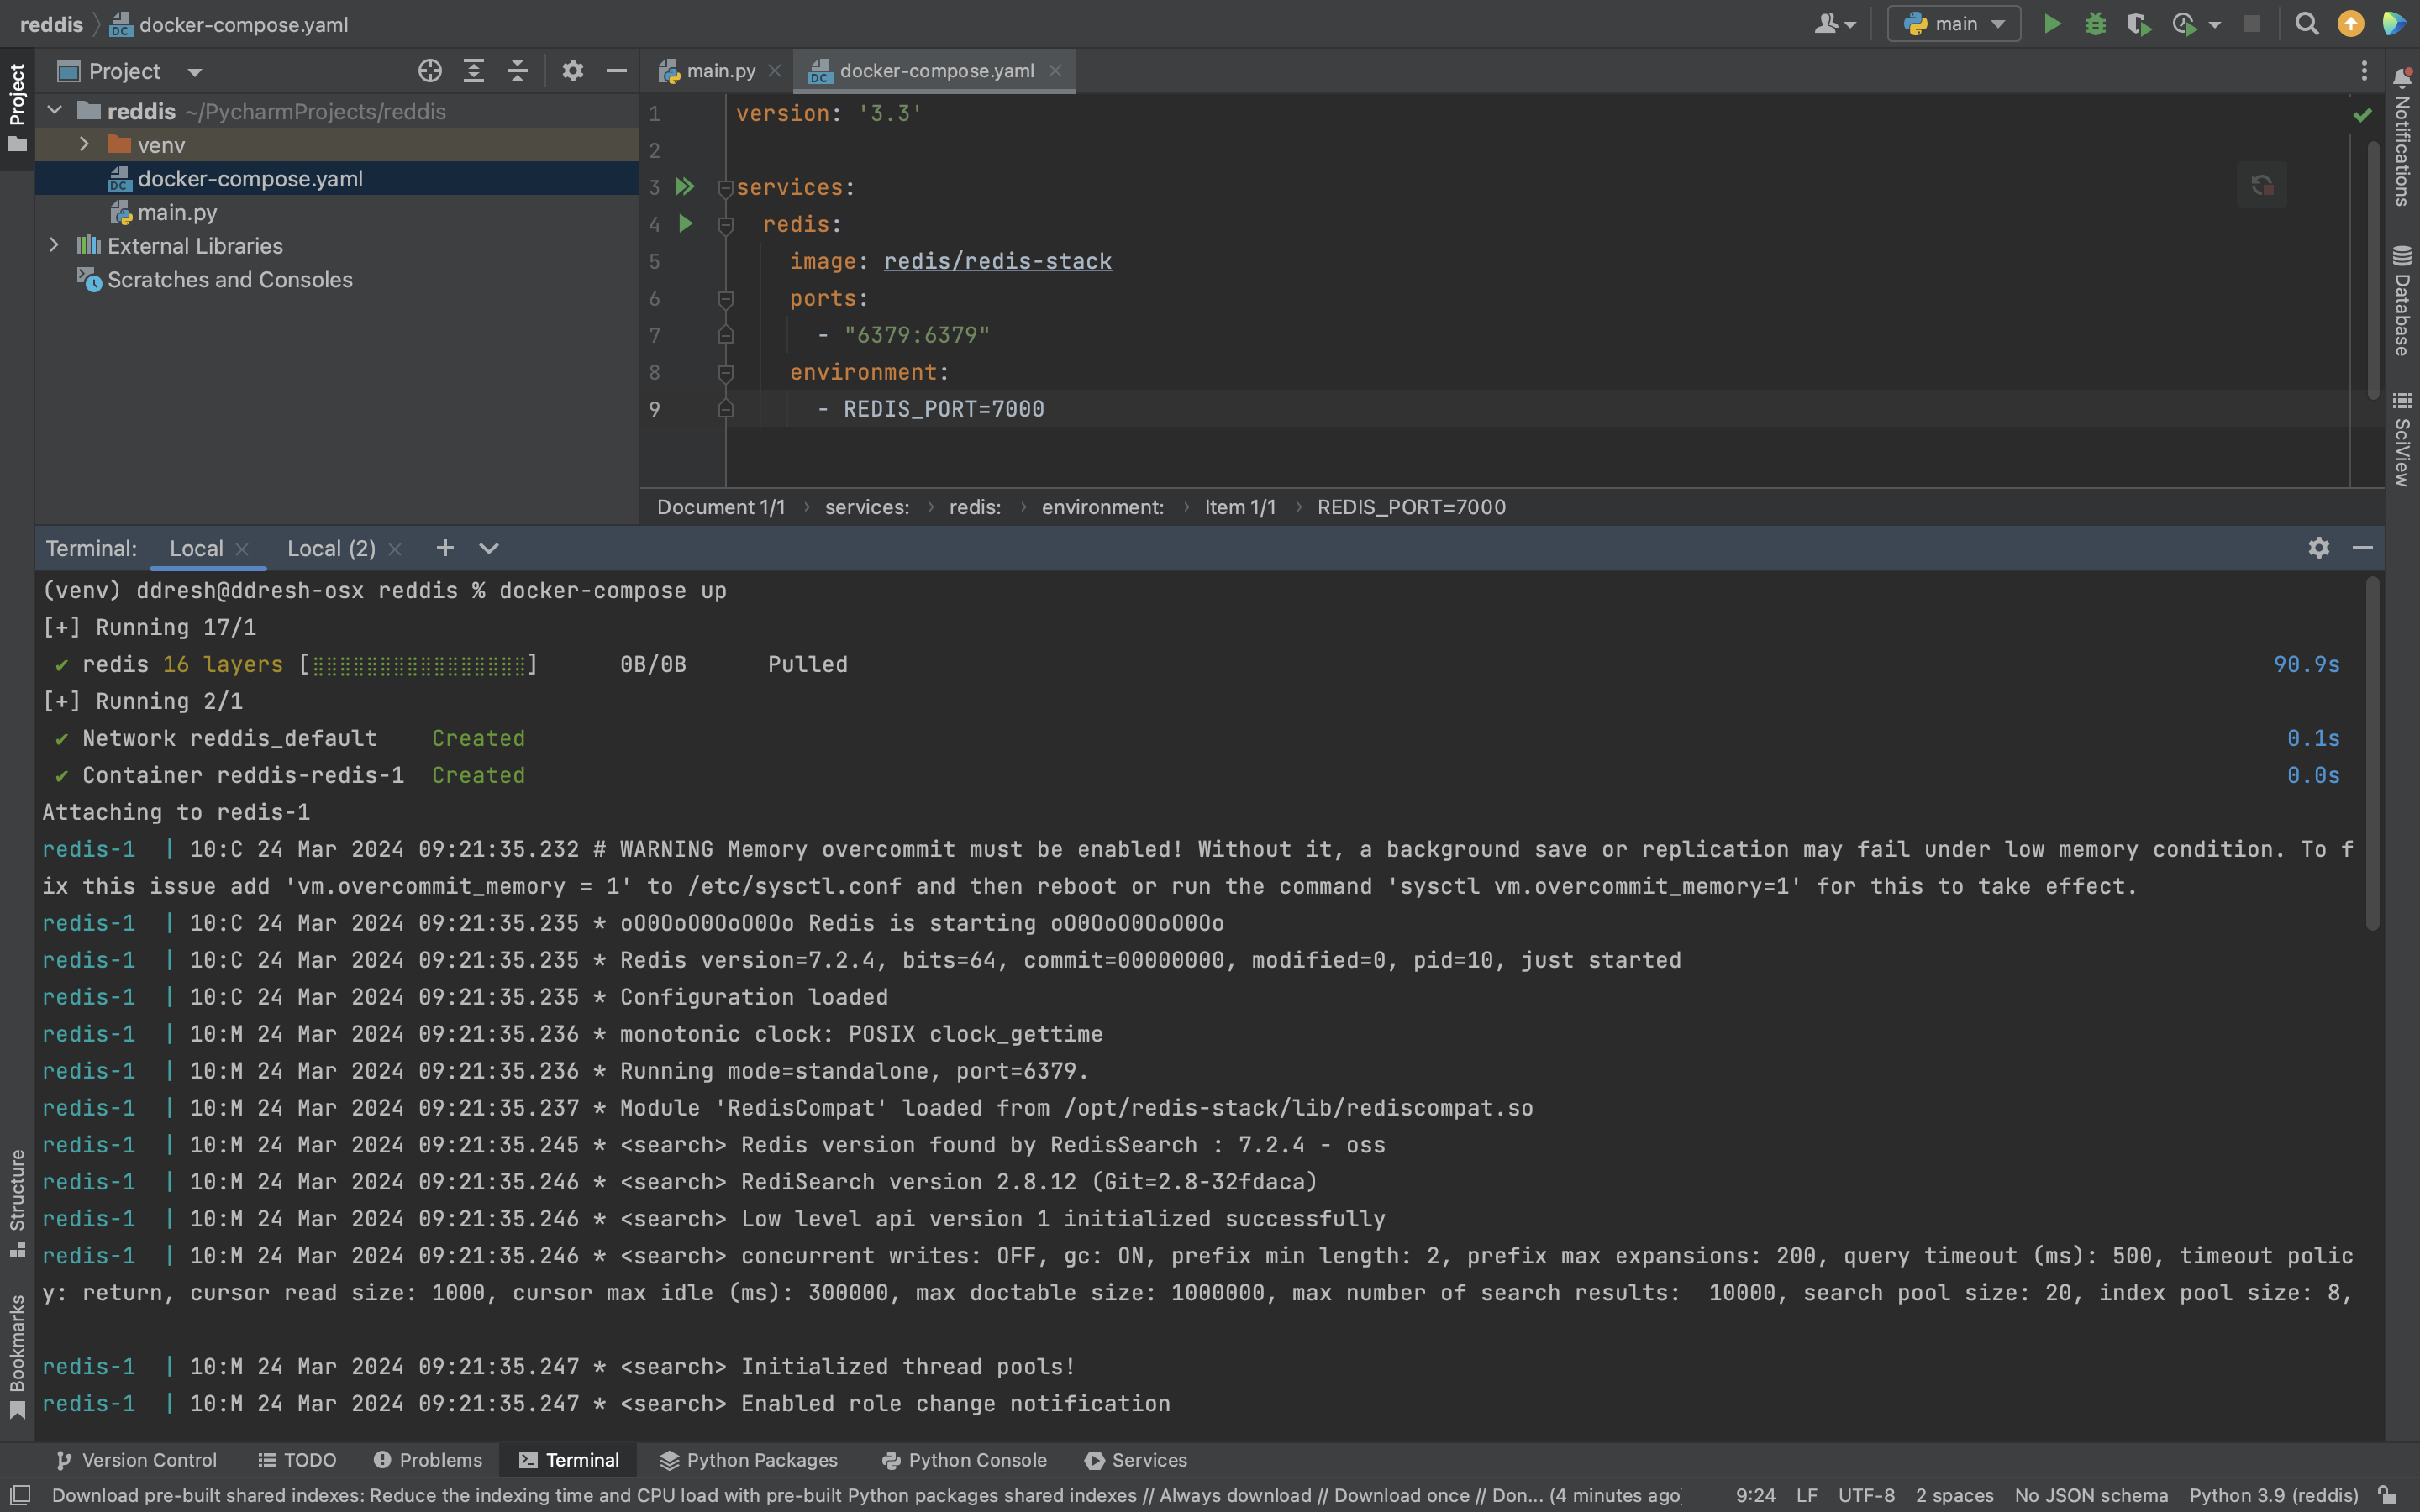 reddis docker-compose.yaml main
Project
Project
main.py docker-compose.yaml
reddis ~/PycharmProjects/reddis
venv
docker-compose.yaml
main.py
External Libraries
Scratches and Consoles
1 version: '3.3'
2
3 services:
4 redis:
5 image: redis/redis-stack
6 ports:
7 - "6379:6379"
8 environment:
9 - REDIS_PORT=7000
Document 1/1 › services: › redis: › environment: › Item 1/1 › REDIS_PORT=7000
Notifications
Database
SciView
Terminal: Local Local (2)
(venv) ddresh@ddresh-osx reddis % docker-compose up
[+] Running 17/1
✔ redis 16 layers [⣿⣿⣿⣿⣿⣿⣿⣿⣿⣿⣿⣿⣿⣿⣿⣿] 0B/0B Pulled 90.9s
[+] Running 2/1
✔ Network reddis_default Created 0.1s
✔ Container reddis-redis-1 Created 0.0s
Attaching to redis-1
redis-1 | 10:C 24 Mar 2024 09:21:35.232 # WARNING Memory overcommit must be enabled! Without it, a background save or replication may fail under low memory condition. To f
ix this issue add 'vm.overcommit_memory = 1' to /etc/sysctl.conf and then reboot or run the command 'sysctl vm.overcommit_memory=1' for this to take effect.
redis-1 | 10:C 24 Mar 2024 09:21:35.235 * oO0OoO0OoO0Oo Redis is starting oO0OoO0OoO0Oo
redis-1 | 10:C 24 Mar 2024 09:21:35.235 * Redis version=7.2.4, bits=64, commit=00000000, modified=0, pid=10, just started
redis-1 | 10:C 24 Mar 2024 09:21:35.235 * Configuration loaded
redis-1 | 10:M 24 Mar 2024 09:21:35.236 * monotonic clock: POSIX clock_gettime
redis-1 | 10:M 24 Mar 2024 09:21:35.236 * Running mode=standalone, port=6379.
redis-1 | 10:M 24 Mar 2024 09:21:35.237 * Module 'RedisCompat' loaded from /opt/redis-stack/lib/rediscompat.so
redis-1 | 10:M 24 Mar 2024 09:21:35.245 * <search> Redis version found by RedisSearch : 7.2.4 - oss
redis-1 | 10:M 24 Mar 2024 09:21:35.246 * <search> RediSearch version 2.8.12 (Git=2.8-32fdaca)
redis-1 | 10:M 24 Mar 2024 09:21:35.246 * <search> Low level api version 1 initialized successfully
redis-1 | 10:M 24 Mar 2024 09:21:35.246 * <search> concurrent writes: OFF, gc: ON, prefix min length: 2, prefix max expansions: 200, query timeout (ms): 500, timeout polic
y: return, cursor read size: 1000, cursor max idle (ms): 300000, max doctable size: 1000000, max number of search results:  10000, search pool size: 20, index pool size: 8,
redis-1 | 10:M 24 Mar 2024 09:21:35.247 * <search> Initialized thread pools!
redis-1 | 10:M 24 Mar 2024 09:21:35.247 * <search> Enabled role change notification
Structure
Bookmarks
Version Control TODO Problems Terminal Python Packages Python Console Services
Download pre-built shared indexes: Reduce the indexing time and CPU load with pre-built Python packages shared indexes // Always download // Download once // Don... (4 minutes ago 9:24 LF UTF-8 2 spaces No JSON schema Python 3.9 (reddis)